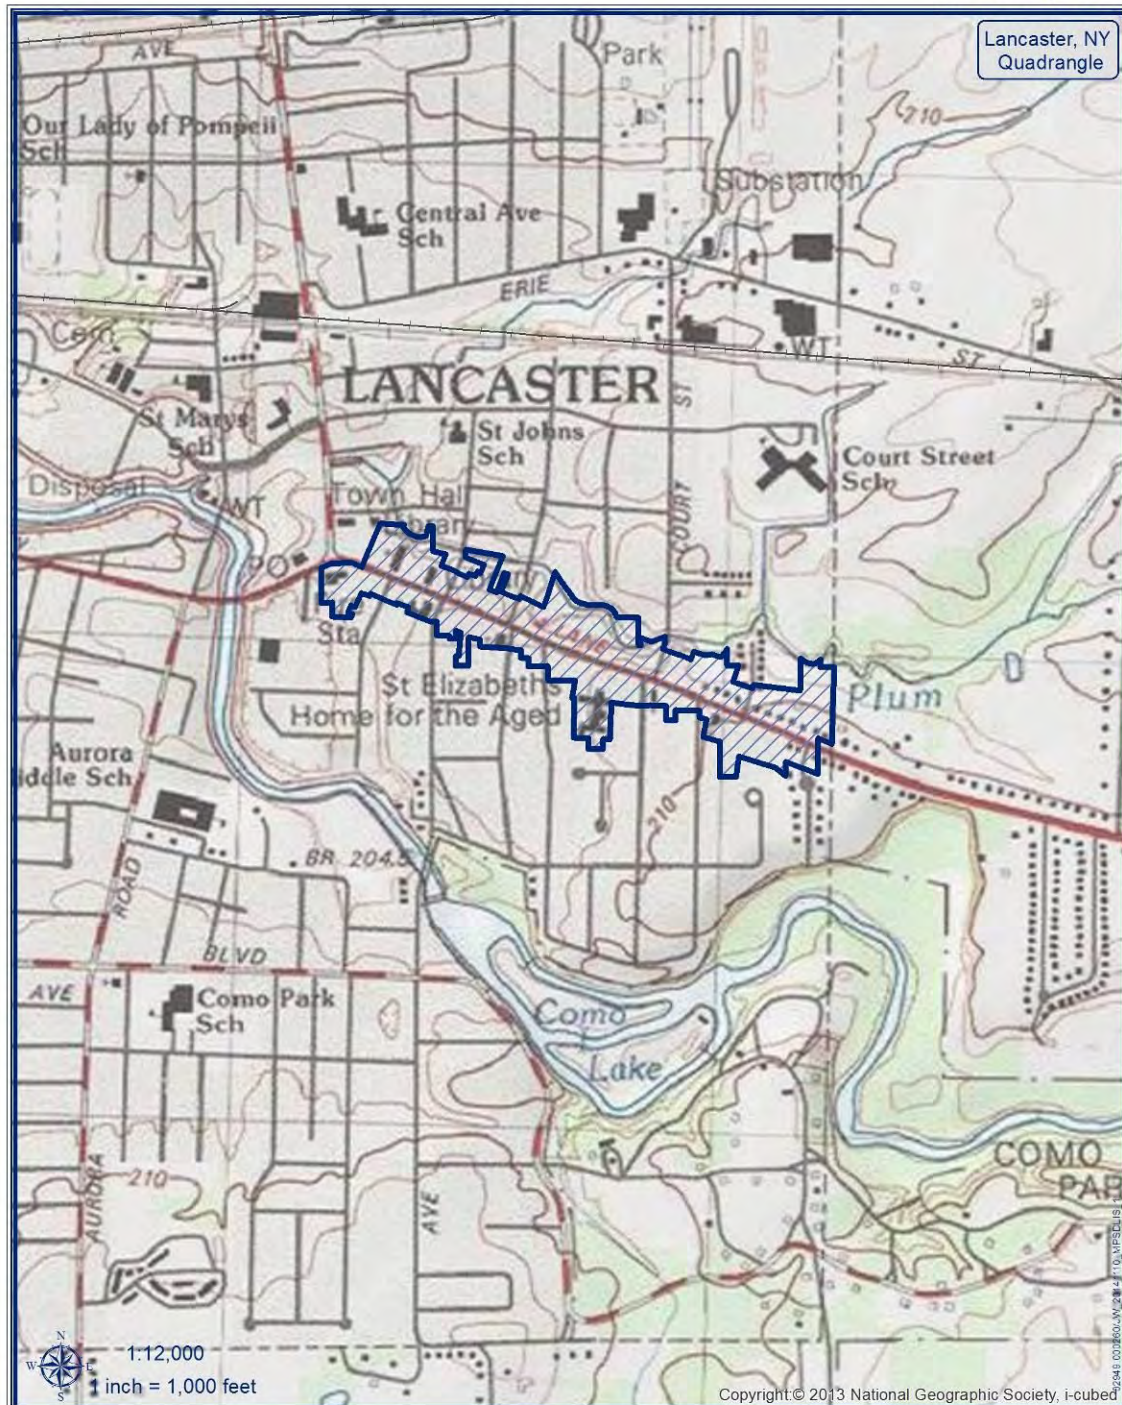 Lancaster, NY
Quadrangle
AVE
Park
210
Our Lady of Pompeii
Sch
Substation
Central Ave
Sch
ERIE
ST
Cem
WT
LANCASTER
ST
St Marys
Sch
St Johns
Sch
Court Street
Sch
Disposal
WT
Town Hall
Library
COURT
PO
Sta
St Elizabeths
Home for the Aged
Plum
Aurora
iddle Sch
210
BR 204.5
ROAD
BLVD
AVE
Como Park
Sch
Como
Lake
COMO
PAR
210
AURORA
AVE
N
W
E
S
1:12,000
1 inch = 1,000 feet
Copyright:© 2013 National Geographic Society, i-cubed